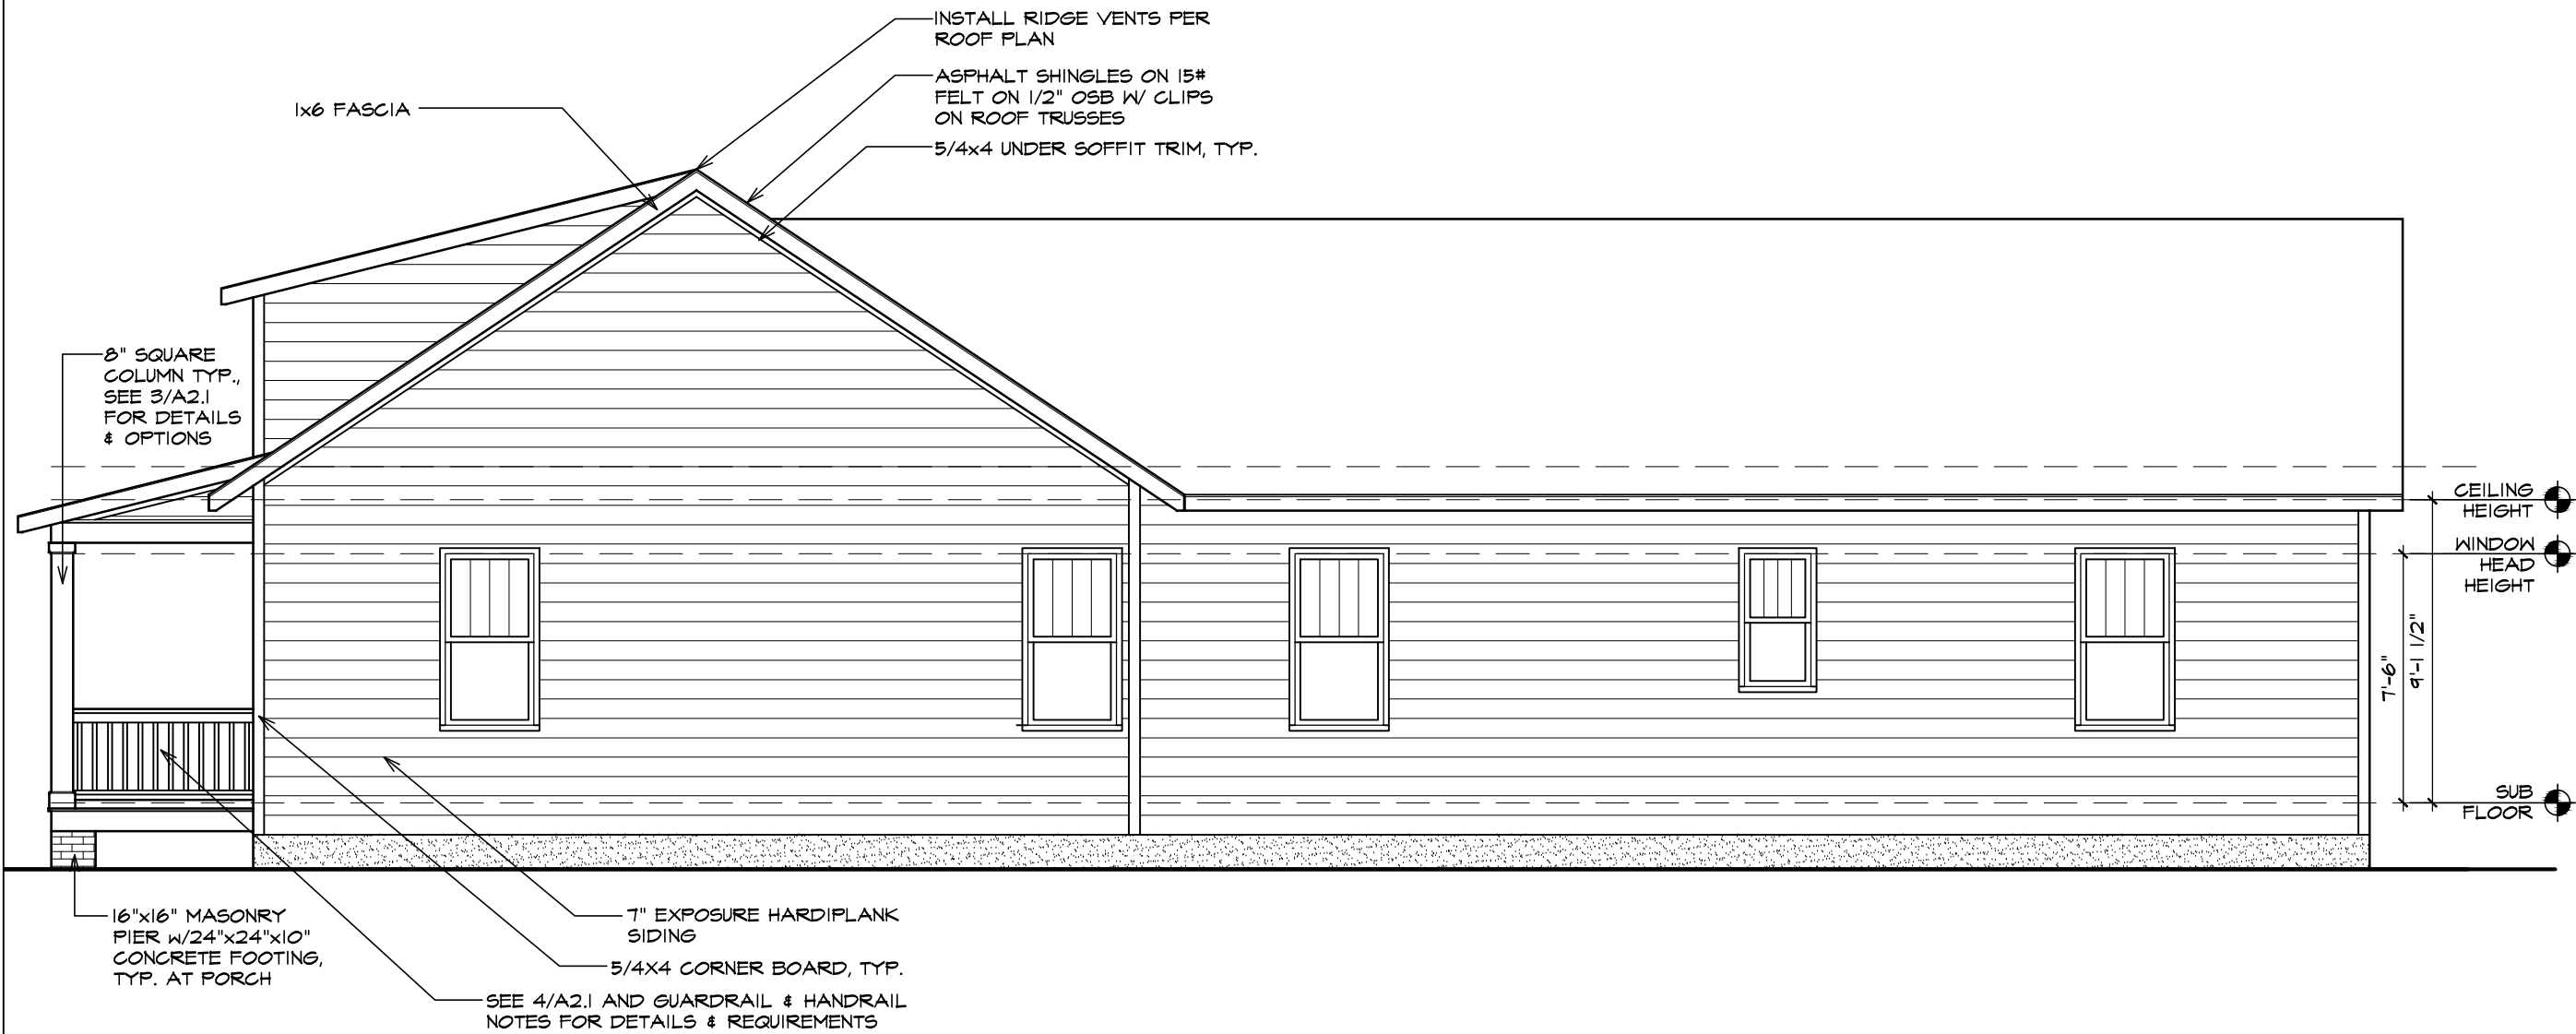 INSTALL RIDGE VENTS PER
ROOF PLAN
ASPHALT SHINGLES ON 15#
FELT ON 1/2" OSB W/ CLIPS
ON ROOF TRUSSES
1x6 FASCIA
5/4x4 UNDER SOFFIT TRIM, TYP.
8" SQUARE
COLUMN TYP.,
SEE 3/A2.1
FOR DETAILS
& OPTIONS
CEILING
HEIGHT
WINDOW
HEAD
HEIGHT
7'-6"
9'-1 1/2"
SUB
FLOOR
16"x16" MASONRY
PIER w/24"x24"x10"
CONCRETE FOOTING,
TYP. AT PORCH
7" EXPOSURE HARDIPLANK
SIDING
5/4X4 CORNER BOARD, TYP.
SEE 4/A2.1 AND GUARDRAIL & HANDRAIL
NOTES FOR DETAILS & REQUIREMENTS